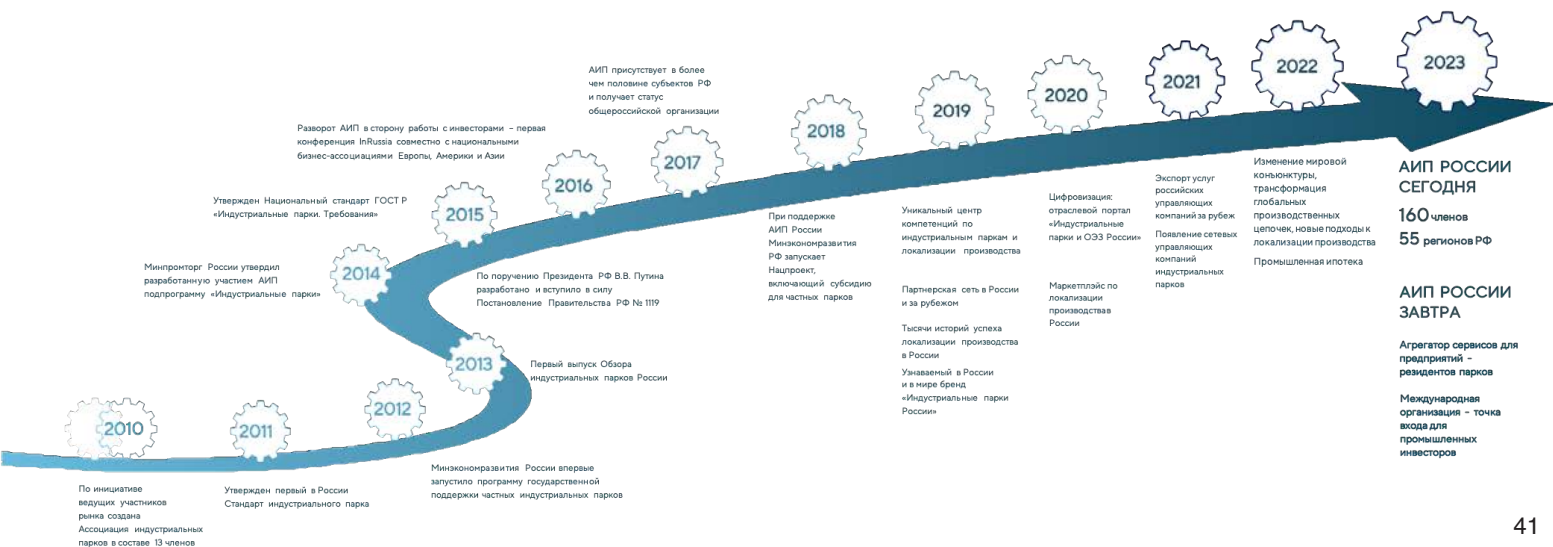 2010
По инициативе
ведущих участников
рынка создана
Ассоциация индустриальных
парков в составе 13 членов
2011
Утвержден первый в России
Стандарт индустриального парка
2012
Минэкономразвития России впервые
запустило программу государственной
поддержки частных индустриальных парков
2013
Первый выпуск Обзора
индустриальных парков России
2014
Минпромторг России утвердил
разработанную участием АИП
подпрограмму «Индустриальные парки»
2015
Утвержден Национальный стандарт ГОСТ Р
«Индустриальные парки. Требования»
По поручению Президента РФ В.В. Путина
разработано и вступило в силу
Постановление Правительства РФ № 1119
2016
Разворот АИП в сторону работы с инвесторами – первая
конференция InRussia совместно с национальными
бизнес-ассоциациями Европы, Америки и Азии
2017
АИП присутствует в более
чем половине субъектов РФ
и получает статус
общероссийской организации
2018
При поддержке
АИП России
Минэкономразвития
РФ запускает
Нацпроект,
включающий субсидию
для частных парков
2019
Уникальный центр
компетенций по
индустриальным паркам и
локализации производства
Партнерская сеть в России
и за рубежом
Тысячи историй успеха
локализации производства
в России
Узнаваемый в России
и в мире бренд
«Индустриальные парки
России»
2020
Цифровизация:
отраслевой портал
«Индустриальные
парки и ОЭЗ России»
Маркетплэйс по
локализации
производствав
России
2021
Экспорт услуг
российских
управляющих
компаний за рубеж
Появление сетевых
управляющих
компаний
индустриальных
парков
2022
Изменение мировой
конъюнктуры,
трансформация
глобальных
производственных
цепочек, новые подходы к
локализации производства
Промышленная ипотека
2023
АИП РОССИИ
СЕГОДНЯ
160 членов
55 регионов РФ
АИП РОССИИ
ЗАВТРА
Агрегатор сервисов для
предприятий –
резидентов парков
Международная
организация – точка
входа для
промышленных
инвесторов
41